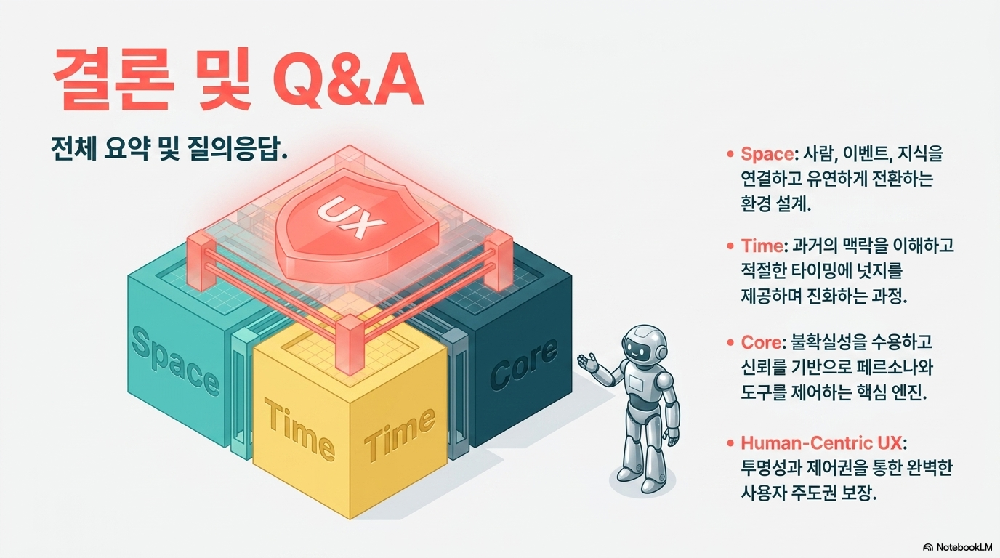 결론 및 Q&A
전체 요약 및 질의응답.
UX
Space
Time
Time
Core
• Space: 사람, 이벤트, 지식을
연결하고 유연하게 전환하는
환경 설계.
• Time: 과거의 맥락을 이해하고
적절한 타이밍에 넛지를
제공하며 진화하는 과정.
• Core: 불확실성을 수용하고
신뢰를 기반으로 페르소나와
도구를 제어하는 핵심 엔진.
• Human-Centric UX:
투명성과 제어권을 통한 완벽한
사용자 주도권 보장.
NotebookLM